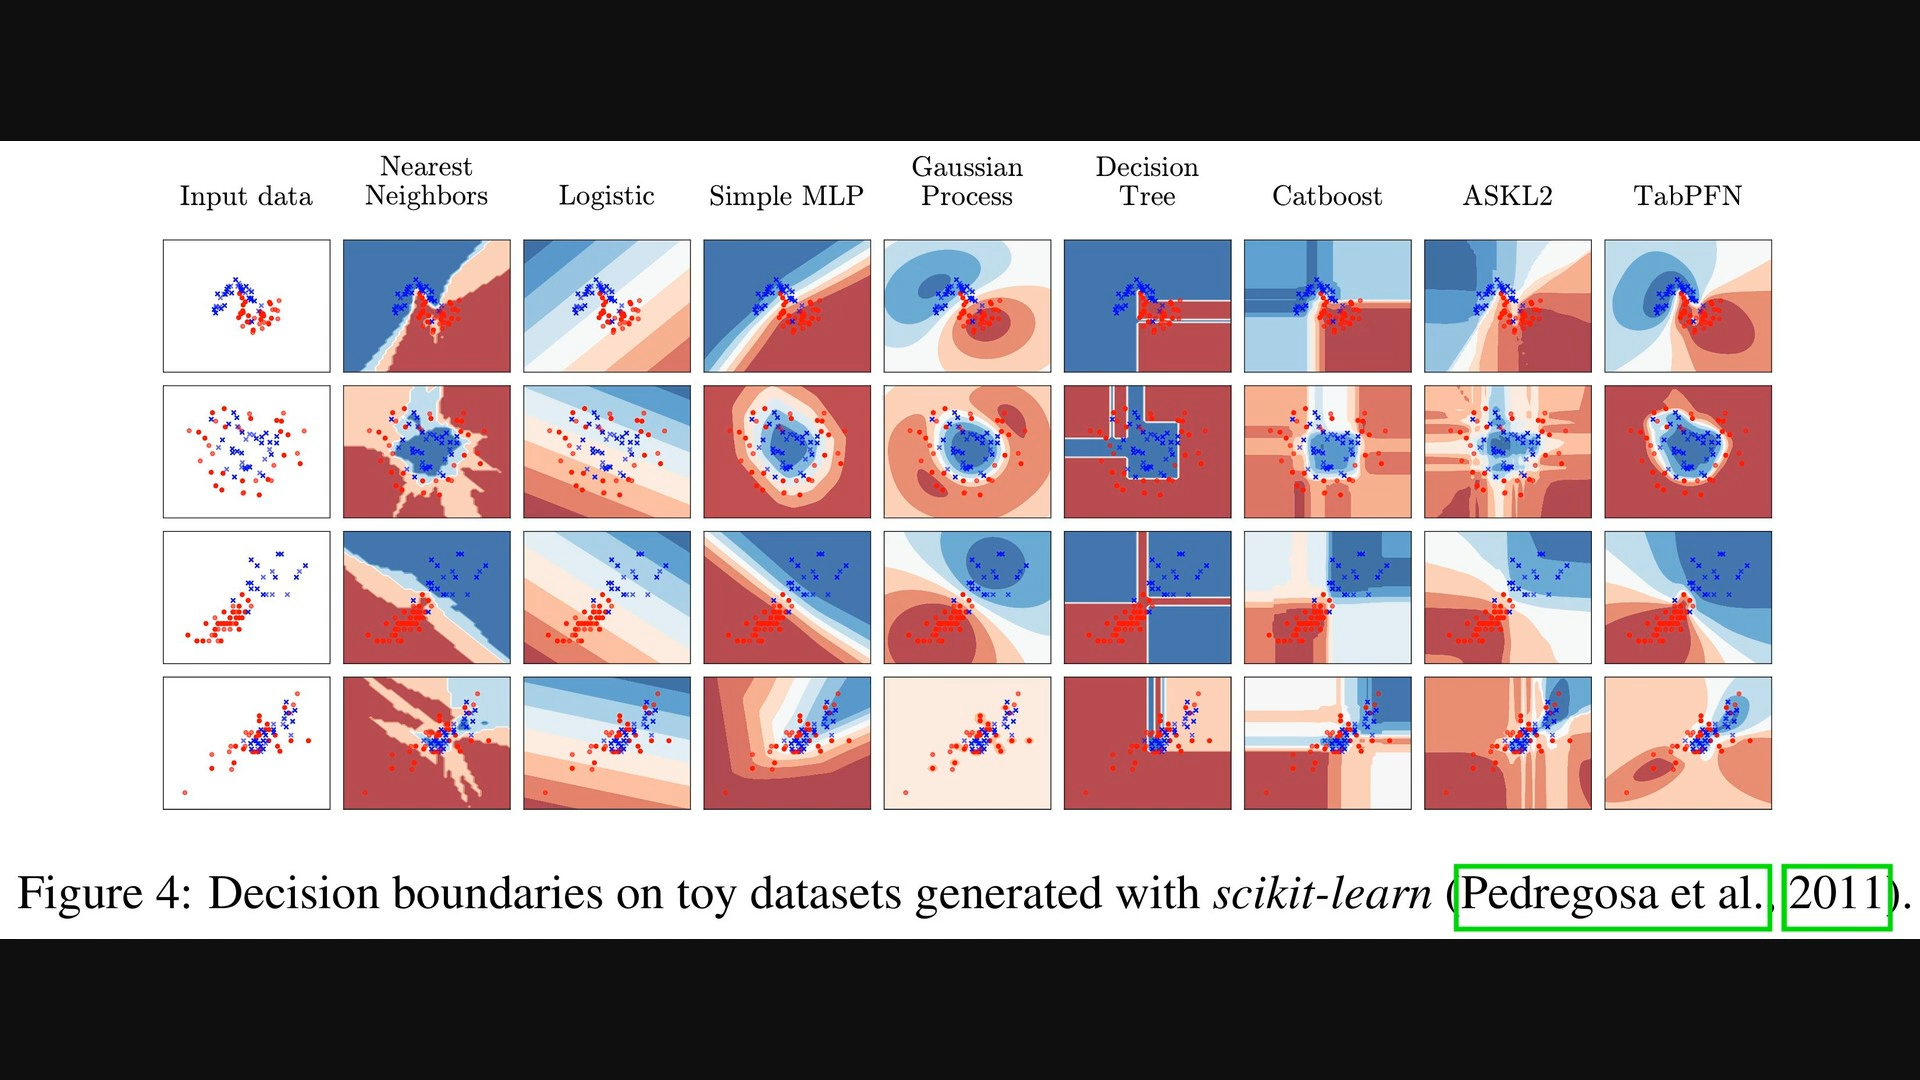 Input data
Nearest
Neighbors
Logistic
Simple MLP
Gaussian
Process
Decision
Tree
Catboost
ASKL2
TabPFN
Figure 4: Decision boundaries on toy datasets generated with scikit-learn (Pedregosa et al., 2011).